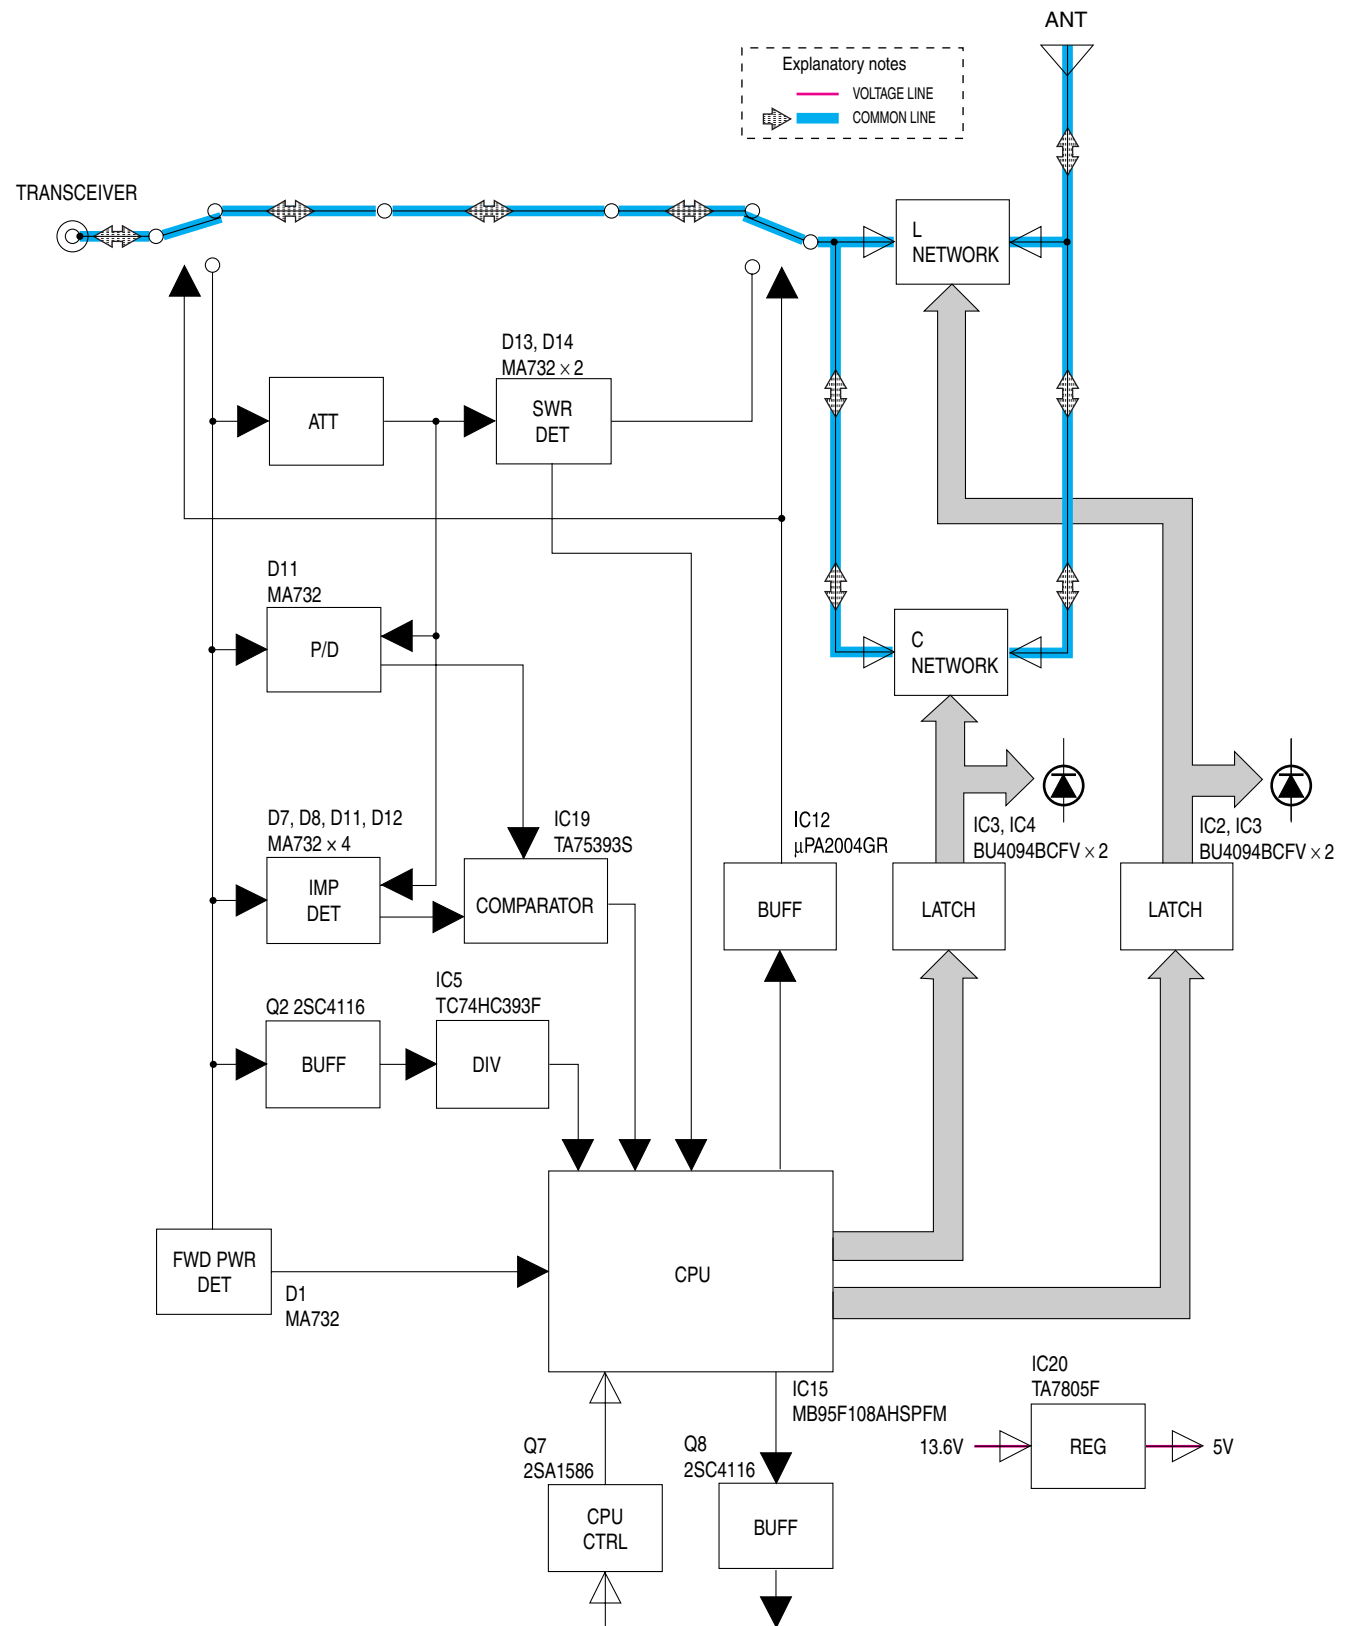 ANT
Explanatory notes
VOLTAGE LINE
COMMON LINE
TRANSCEIVER
L
NETWORK
D13, D14
MA732 × 2
ATT
SWR
DET
D11
MA732
P/D
C
NETWORK
D7, D8, D11, D12
MA732 × 4
IC19
TA75393S
IC12
µPA2004GR
IC3, IC4
BU4094BCFV × 2
IC2, IC3
BU4094BCFV × 2
IMP
DET
COMPARATOR
BUFF
LATCH
LATCH
Q2 2SC4116
IC5
TC74HC393F
BUFF
DIV
FWD PWR
DET
D1
MA732
CPU
IC15
MB95F108AHSPFM
IC20
TA7805F
13.6V
REG
5V
Q7
2SA1586
Q8
2SC4116
CPU
CTRL
BUFF